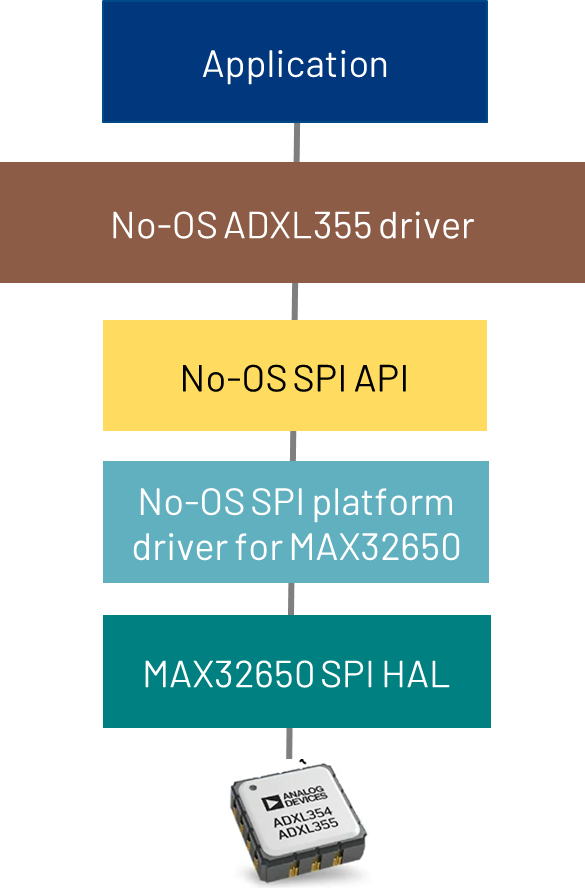 Application
No-OS ADXL355 driver
No-OS SPI API
No-OS SPI platform
driver for MAX32650
MAX32650 SPI HAL
ANALOG
DEVICES
ADXL354
ADXL355